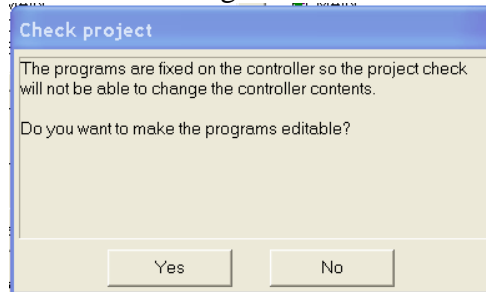 Check project
The programs are fixed on the controller so the project check
will not be able to change the controller contents.
Do you want to make the programs editable?
Yes No